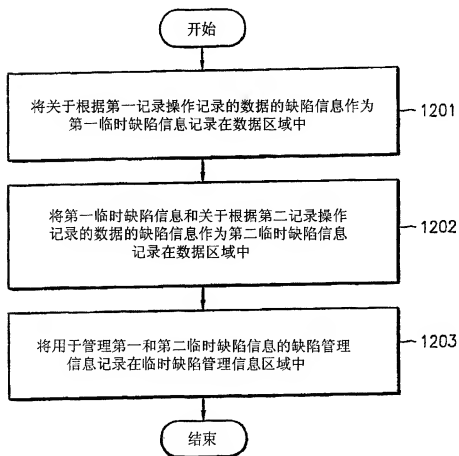 开始
将关于根据第一记录操作记录的数据的缺陷信息作为
第一临时缺陷信息记录在数据区域中
1201
将第一临时缺陷信息和关于根据第二记录操作
记录的数据的缺陷信息作为第二临时缺陷信息
记录在数据区域中
1202
将用于管理第一和第二临时缺陷信息的缺陷管理
信息记录在临时缺陷管理信息区域中
1203
结束